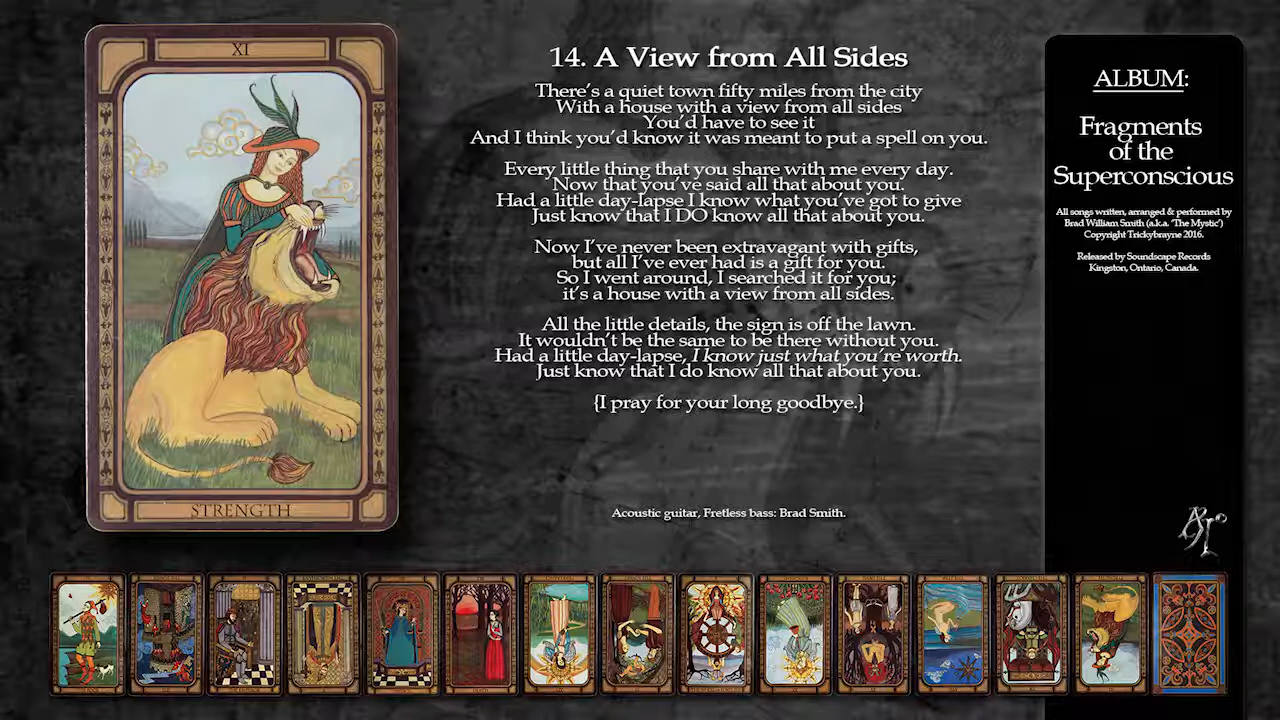 XI
STRENGTH
14. A View from All Sides
There's a quiet town fifty miles from the city
With a house with a view from all sides
You'd have to see it
And I think you'd know it was meant to put a spell on you.
Every little thing that you share with me every day.
Now that you've said all that about you.
Had a little day-lapse I know what you've got to give
Just know that I DO know all that about you.
Now I've never been extravagant with gifts,
but all I've ever had is a gift for you.
So I went around, I searched it for you;
it's a house with a view from all sides.
All the little details, the sign is off the lawn.
It wouldn't be the same to be there without you.
Had a little day-lapse, I know just what you're worth.
Just know that I do know all that about you.
{I pray for your long goodbye.}
Acoustic guitar, Fretless bass: Brad Smith.
ALBUM:
Fragments
of the
Superconscious
All songs written, arranged & performed by
Brad William Smith (a.k.a. 'The Mystic')
Copyright Trickybrayne 2016.
Released by Soundscape Records
Kingston, Ontario, Canada.